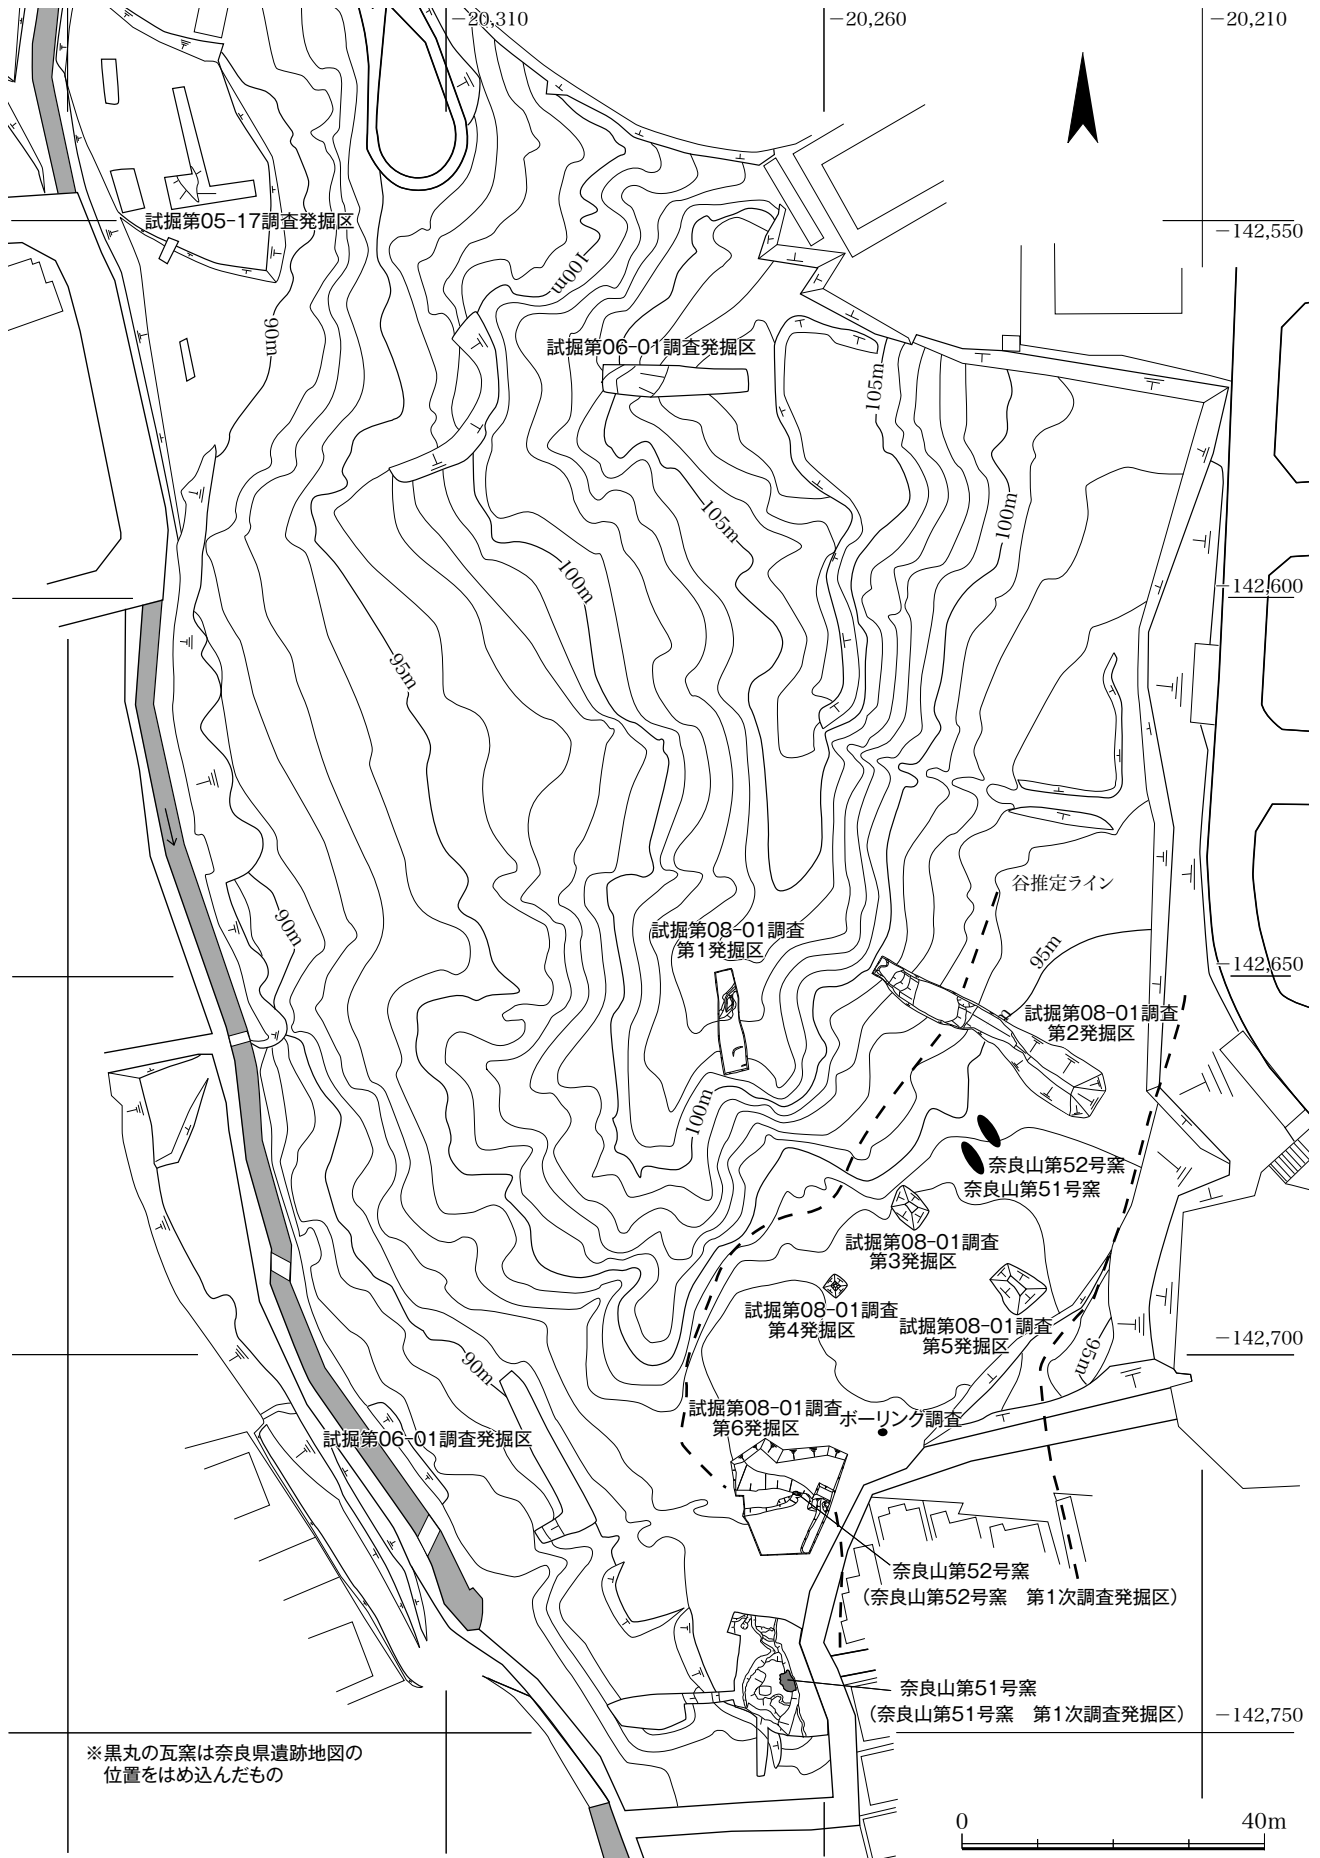 −20,310
−20,260
−20,210
試掘第05-17調査発掘区
−142,550
100m
90m
試掘第06-01調査発掘区
105m
100m
105m
100m
−142,600
95m
谷推定ライン
90m
試掘第08-01調査
第1発掘区
95m
−142,650
試掘第08-01調査
第2発掘区
100m
奈良山第52号窯
奈良山第51号窯
試掘第08-01調査
第3発掘区
試掘第08-01調査
第4発掘区
試掘第08-01調査
第5発掘区
−142,700
95m
90m
試掘第08-01調査
第6発掘区
ボーリング調査
試掘第06-01調査発掘区
奈良山第52号窯
（奈良山第52号窯　第1次調査発掘区）
奈良山第51号窯
（奈良山第51号窯　第1次調査発掘区）
−142,750
※黒丸の瓦窯は奈良県遺跡地図の
位置をはめ込んだもの
0
40m